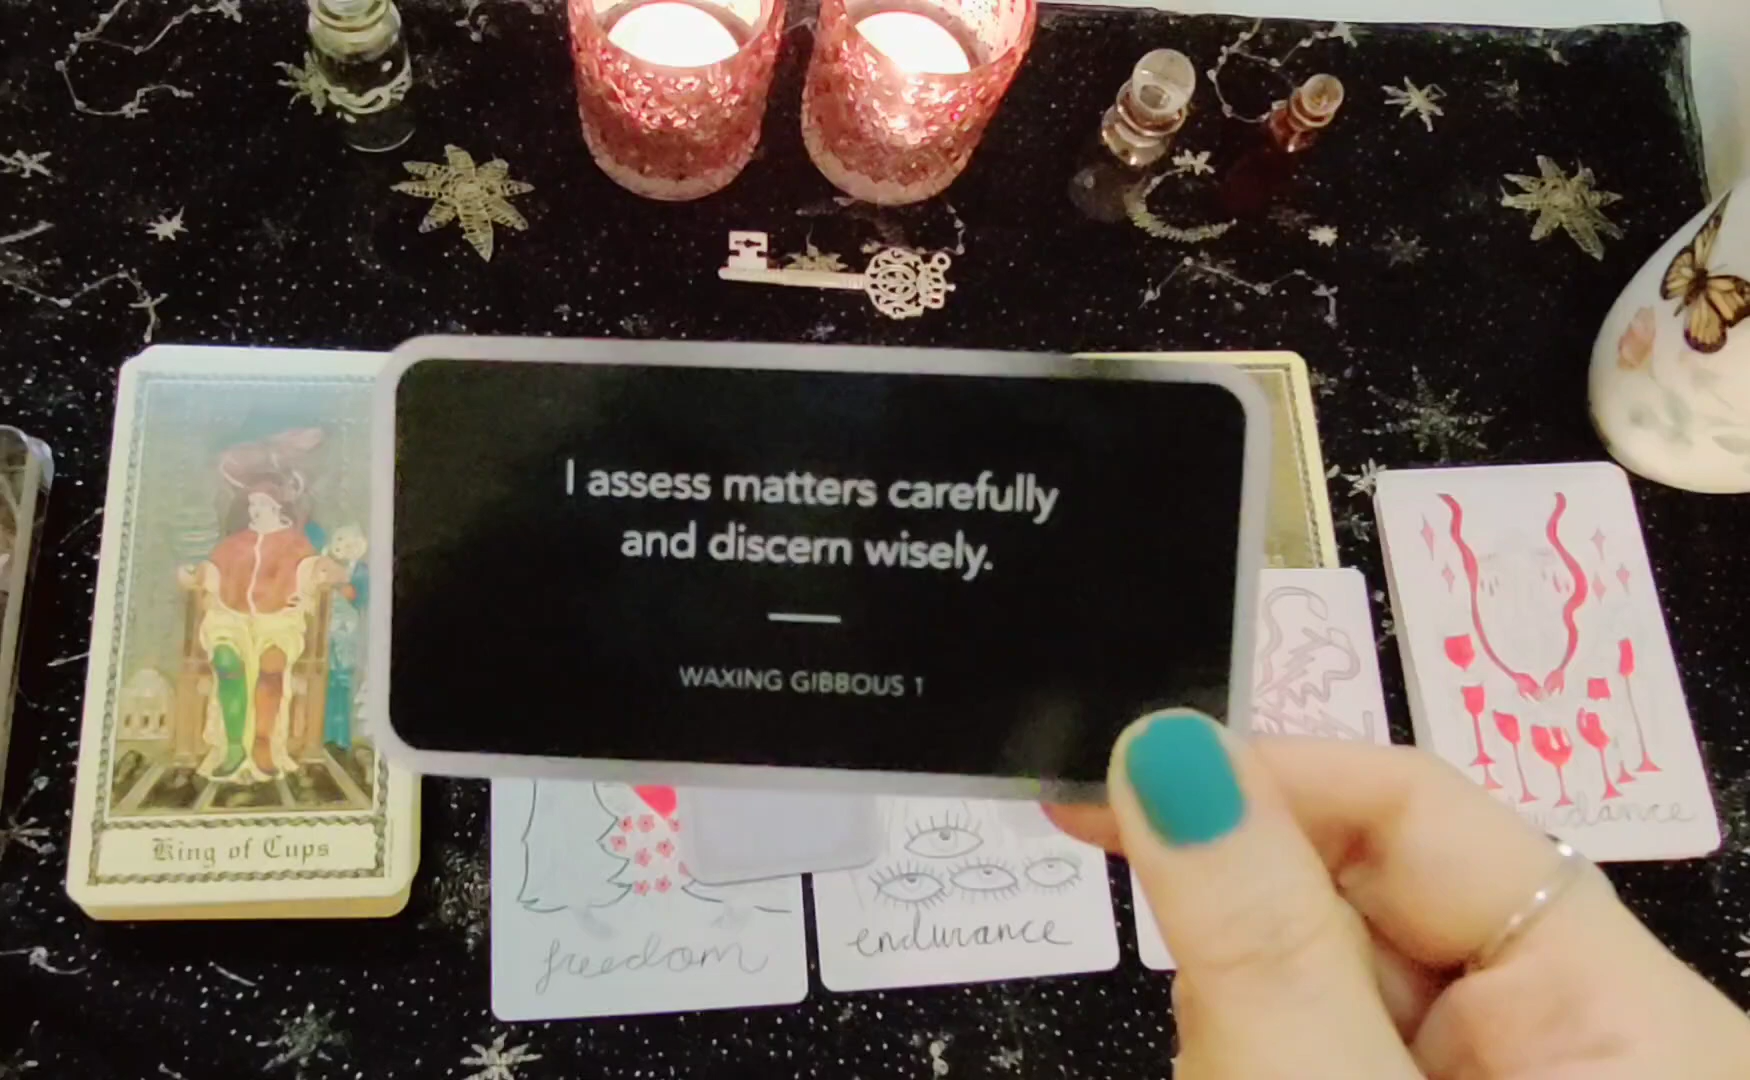 I assess matters carefully
and discern wisely.
WAXING GIBBOUS 1
King of Cups
freedom
endurance